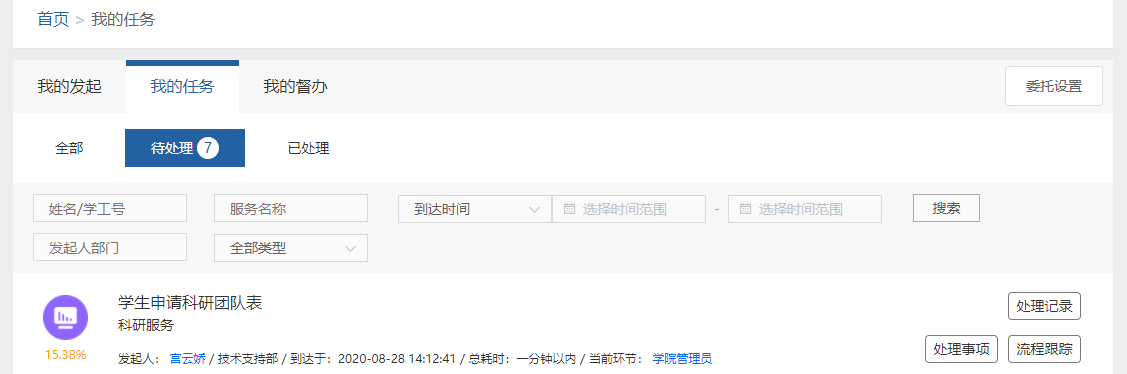 首页 > 我的任务
我的发起 我的任务 我的督办 委托设置
全部 待处理 7 已处理
姓名/学工号 服务名称 到达时间 选择时间范围 - 选择时间范围 搜索
发起人部门 全部类型
学生申请科研团队表
科研服务
处理记录
15.38%
发起人： 宫云娇 / 技术支持部 / 到达于：2020-08-28 14:12:41 / 总耗时：一分钟以内 / 当前环节： 学院管理员
处理事项 流程跟踪